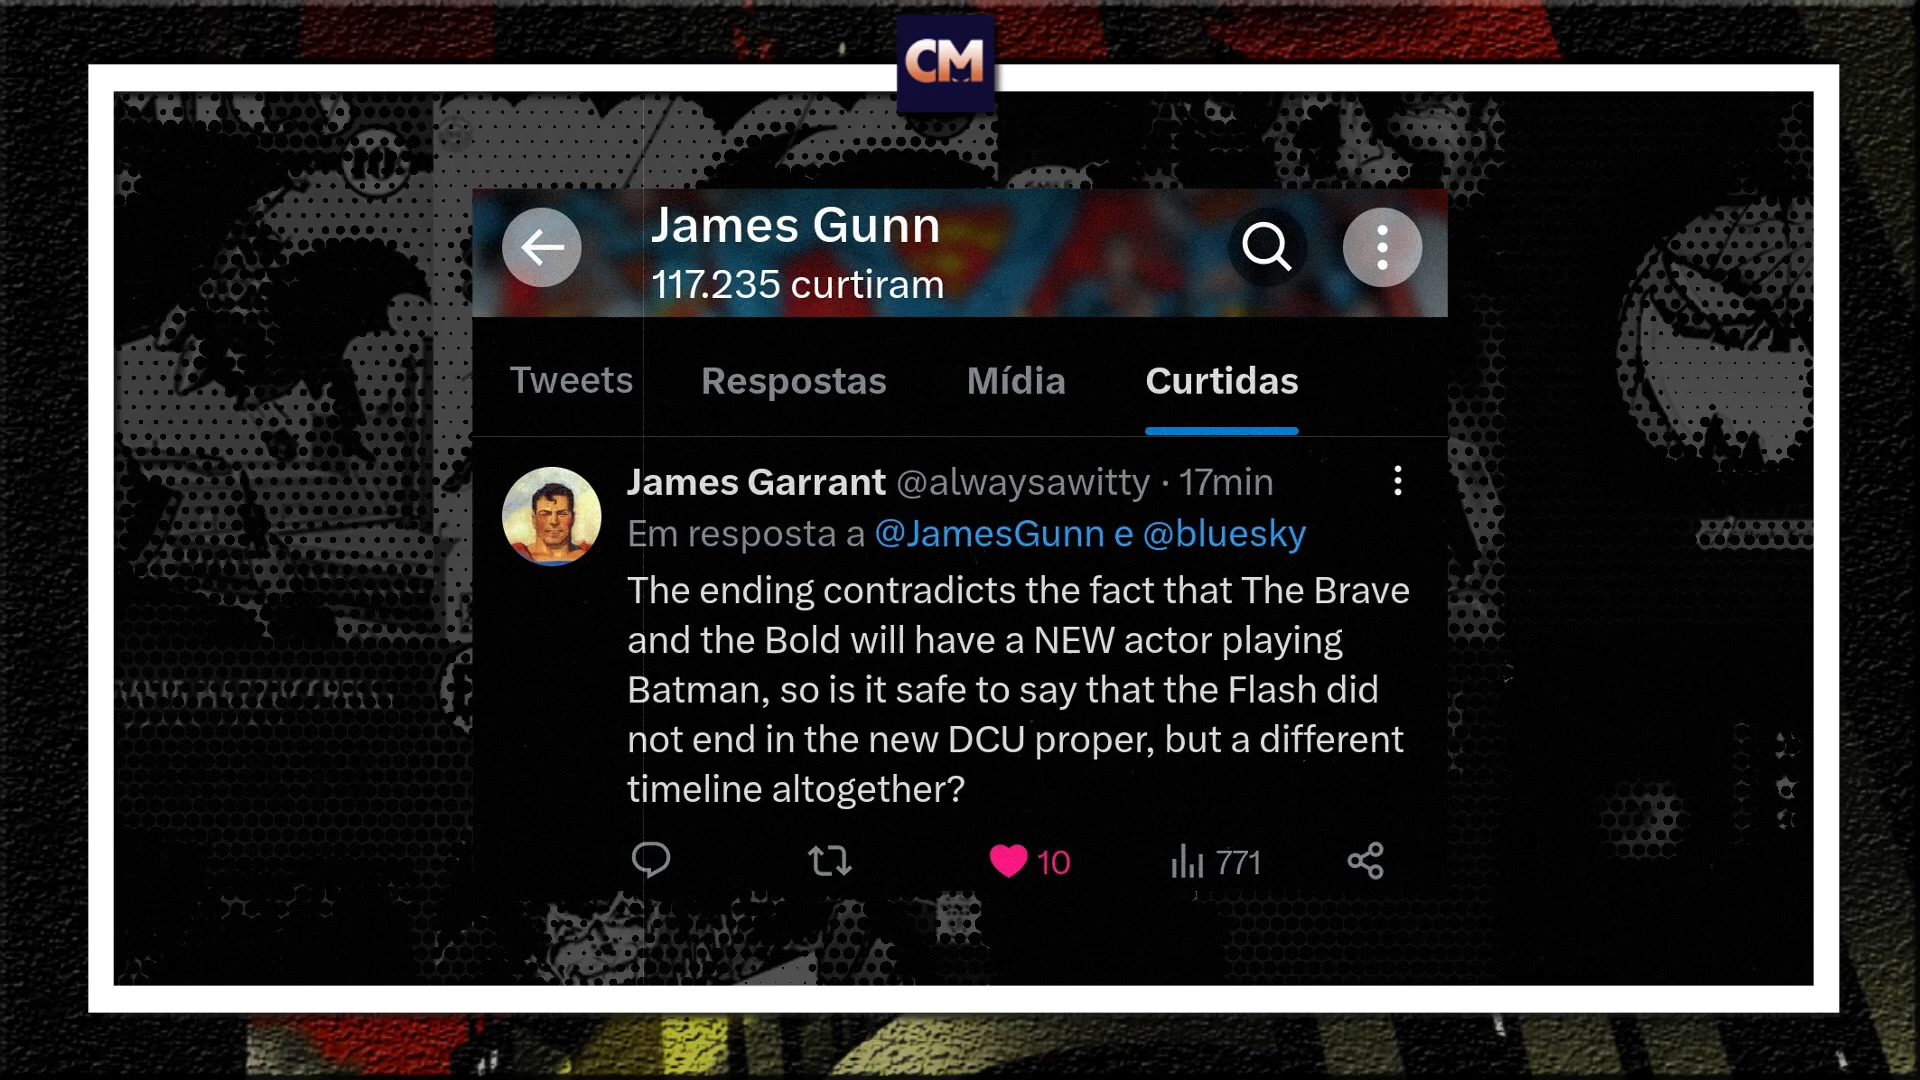 CM
James Gunn
117.235 curtiram
Tweets Respostas Mídia Curtidas
James Garrant @alwaysawitty · 17min
Em resposta a @JamesGunn e @bluesky
The ending contradicts the fact that The Brave
and the Bold will have a NEW actor playing
Batman, so is it safe to say that the Flash did
not end in the new DCU proper, but a different
timeline altogether?
10 771